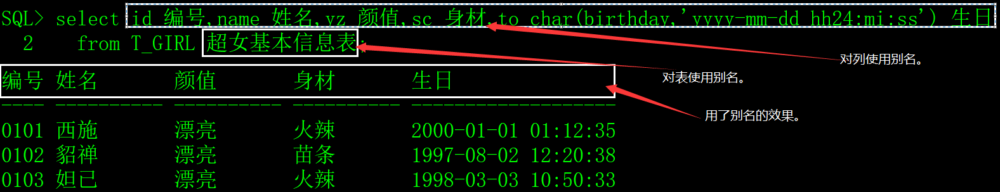 SQL> select id 编号,name 姓名,yz 颜值,sc 身材,to_char(birthday,'yyyy-mm-dd hh24:mi:ss') 生日
2 from T_GIRL 超女基本信息表;
对列使用别名。
对表使用别名。
编号 姓名 颜值 身材 生日
---- ---------- ---------- ---------- -------------------
用了别名的效果。
0101 西施 漂亮 火辣 2000-01-01 01:12:35
0102 貂禅 漂亮 苗条 1997-08-02 12:20:38
0103 妲已 漂亮 火辣 1998-03-03 10:50:33